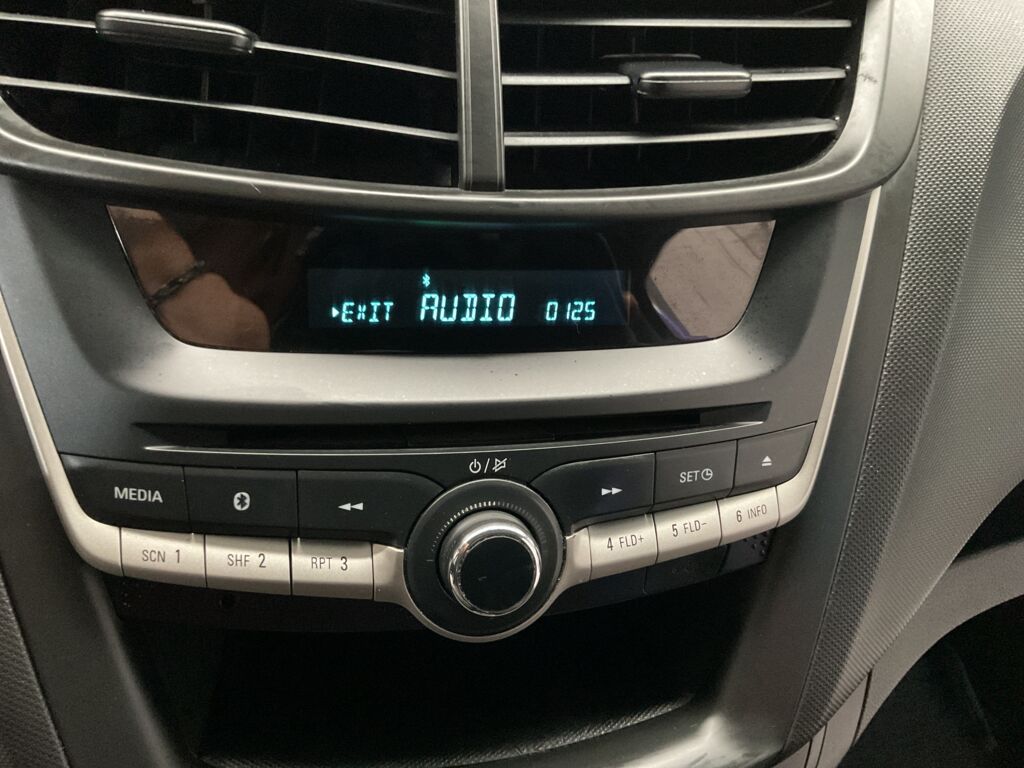 EXIT AUDIO 0125
MEDIA
SET
SCN 1
SHF 2
RPT 3
4 FLD+
5 FLD-
6 INFO